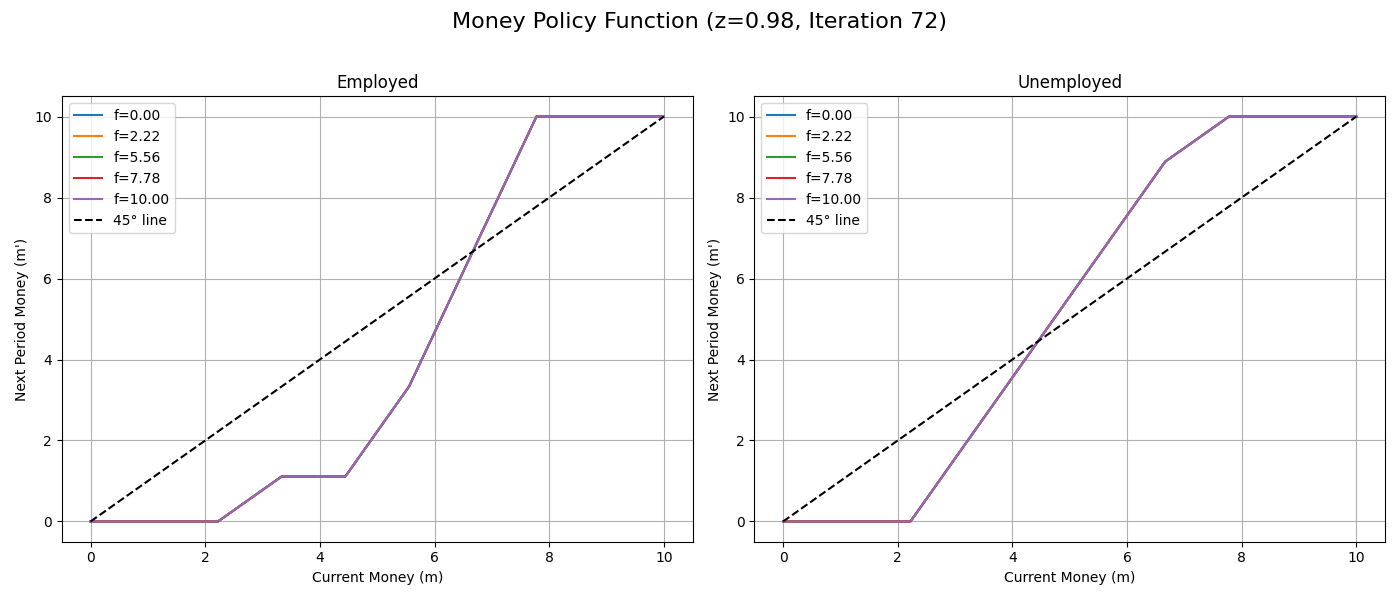 Money Policy Function (z=0.98, Iteration 72)
Employed
f=0.00
f=2.22
f=5.56
f=7.78
f=10.00
45° line
10
8
6
4
2
0
Next Period Money (m')
0 2 4 6 8 10
Current Money (m)
Unemployed
f=0.00
f=2.22
f=5.56
f=7.78
f=10.00
45° line
10
8
6
4
2
0
Next Period Money (m')
0 2 4 6 8 10
Current Money (m)